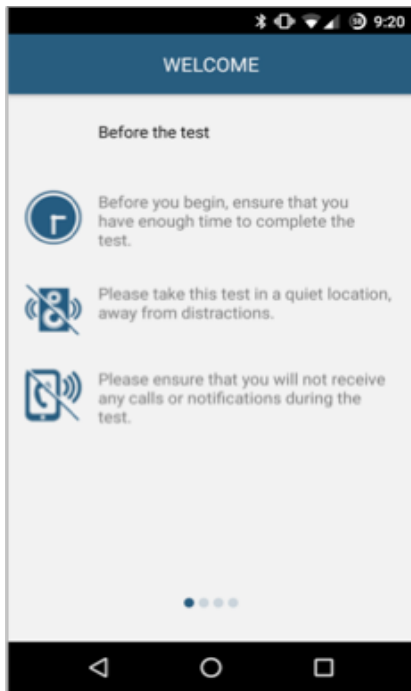 9:20
WELCOME
Before the test
Before you begin, ensure that you
have enough time to complete the
test.
Please take this test in a quiet location,
away from distractions.
Please ensure that you will not receive
any calls or notifications during the
test.